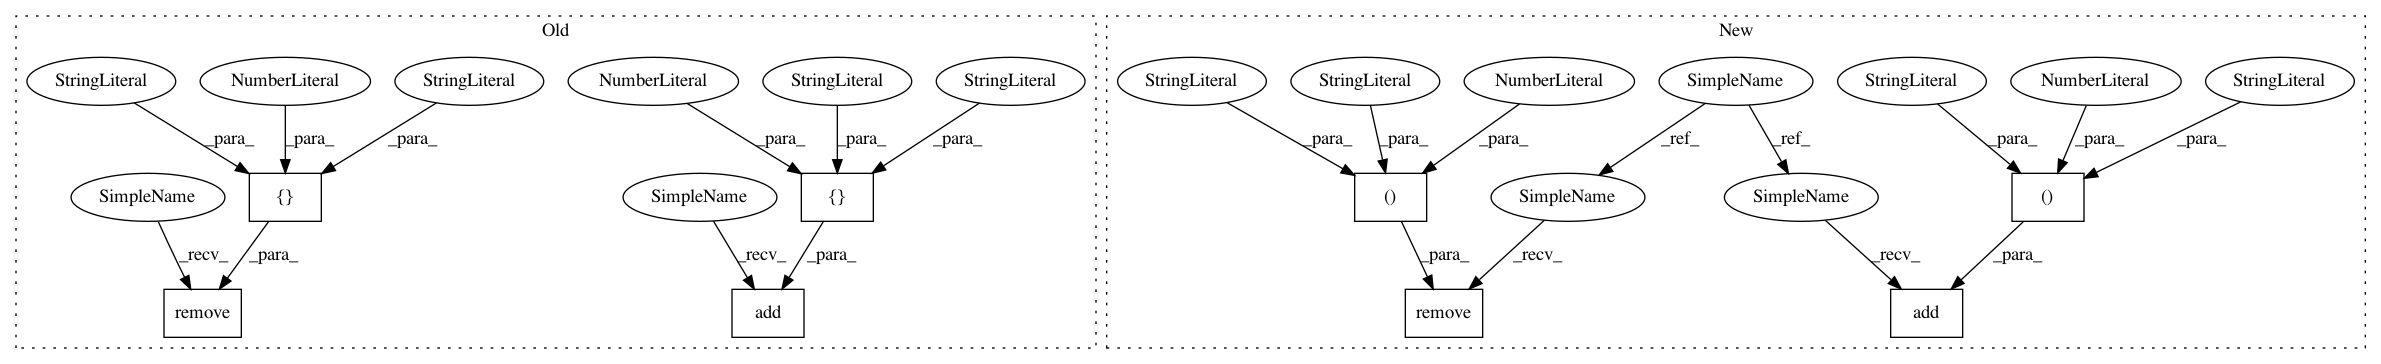 Old
New
StringLiteral
NumberLiteral
StringLiteral
NumberLiteral
StringLiteral
StringLiteral
StringLiteral
StringLiteral
NumberLiteral
SimpleName
StringLiteral
NumberLiteral
StringLiteral
_para_
_para_
_para_
_para_
_para_
_para_
_para_
_para_
_para_
_ref_
_ref_
_para_
_para_
_para_
SimpleName
{}
SimpleName
{}
()
SimpleName
SimpleName
()
_recv_
_para_
_recv_
_para_
_para_
_recv_
_recv_
_para_
remove
add
remove
add